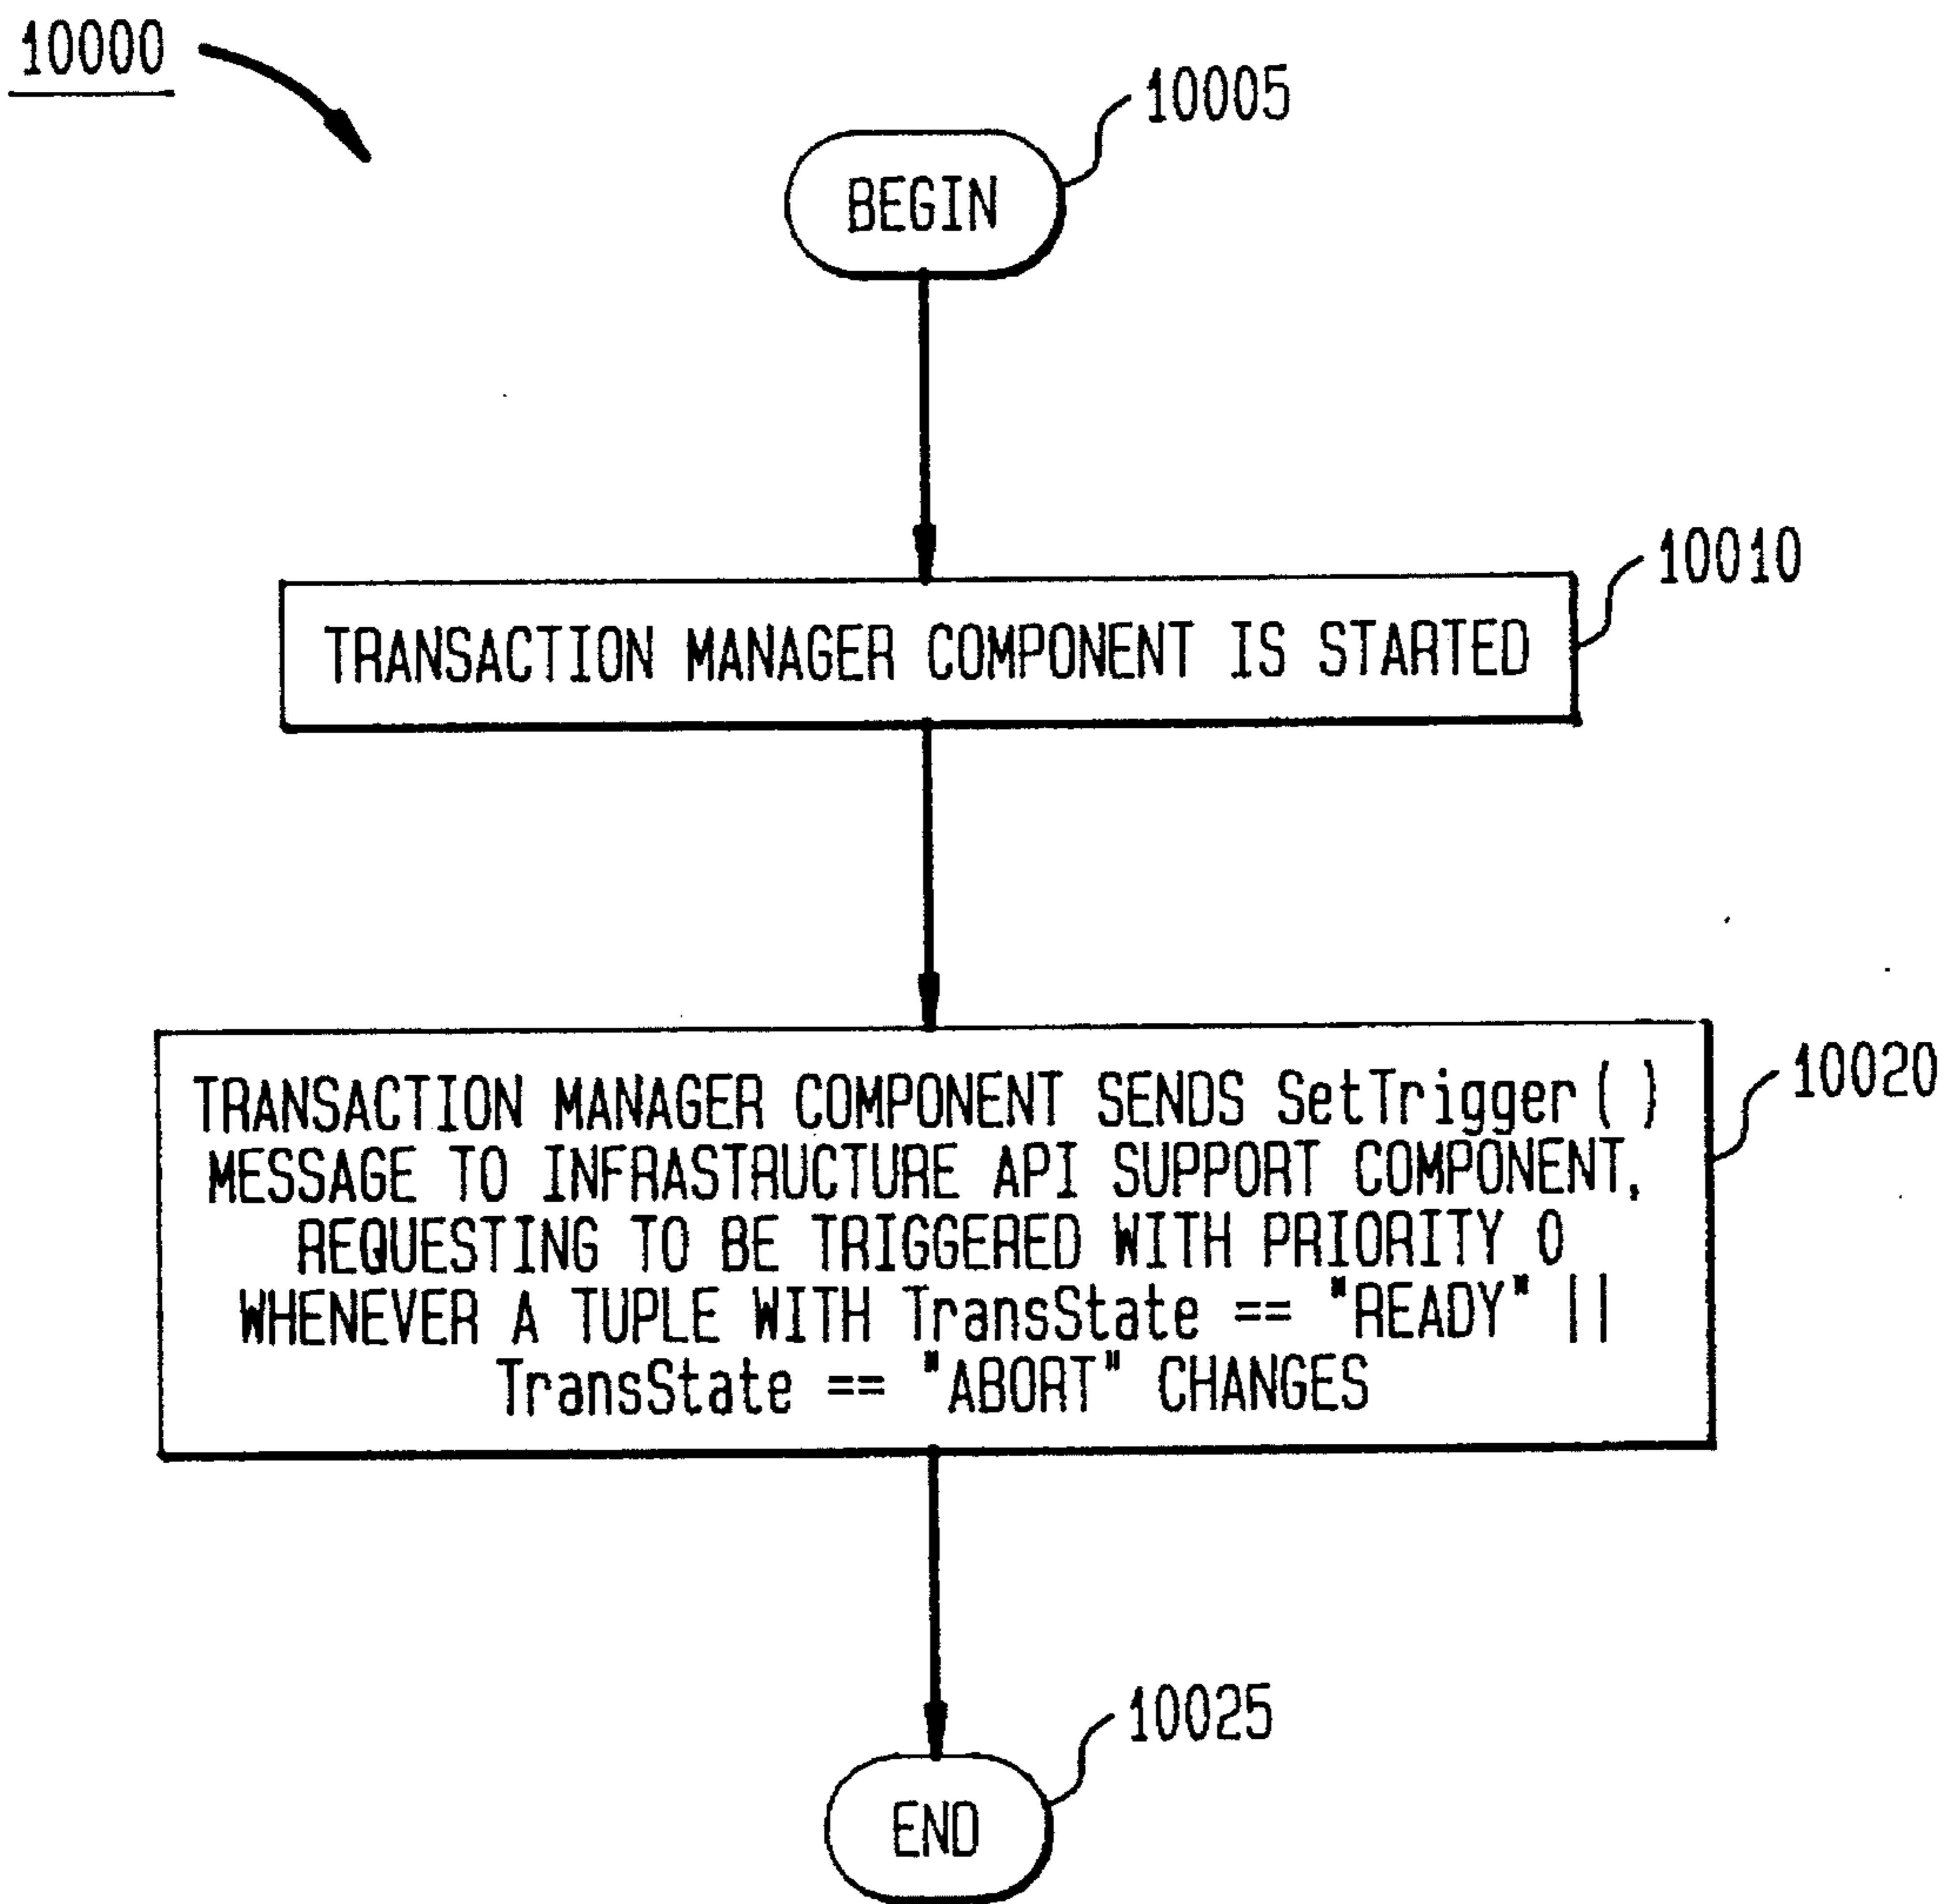 10000
10005
BEGIN
10010
TRANSACTION MANAGER COMPONENT IS STARTED
10020
TRANSACTION MANAGER COMPONENT SENDS SetTrigger( )
MESSAGE TO INFRASTRUCTURE API SUPPORT COMPONENT,
REQUESTING TO BE TRIGGERED WITH PRIORITY 0
WHENEVER A TUPLE WITH TransState == "READY" ||
TransState == "ABORT" CHANGES
10025
END